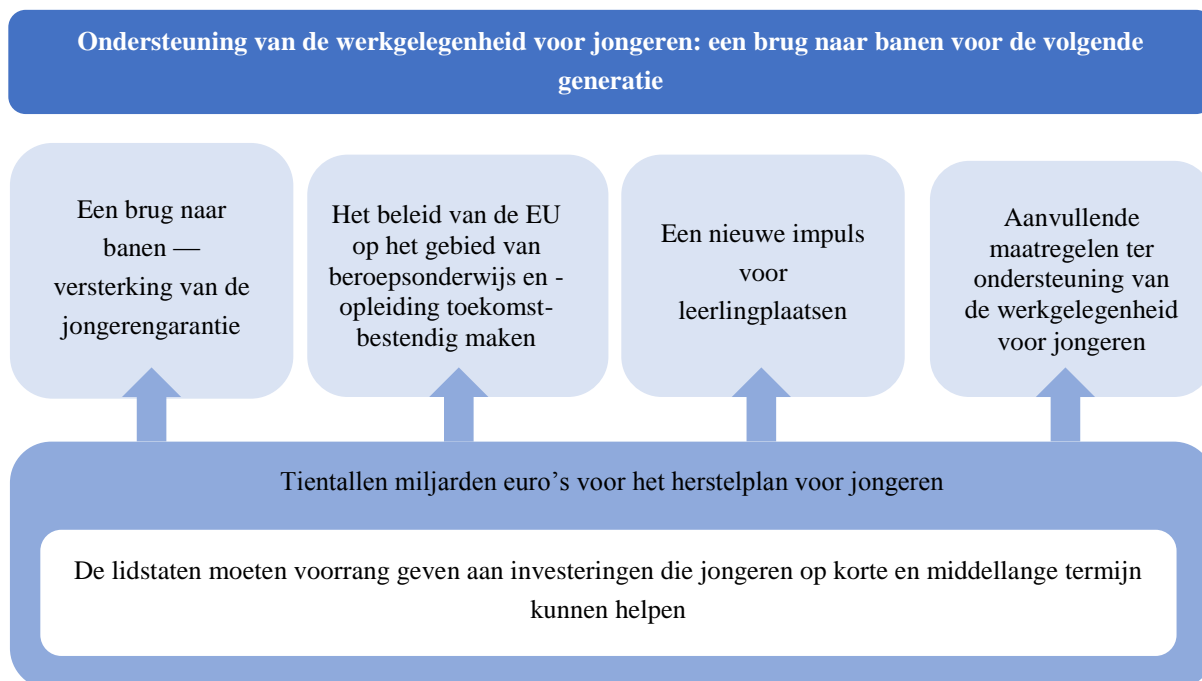 Ondersteuning van de werkgelegenheid voor jongeren: een brug naar banen voor de volgende
generatie
Een brug naar
banen —
versterking van de
jongerengarantie
Het beleid van de EU
op het gebied van
beroepsonderwijs en -
opleiding toekomst-
bestendig maken
Een nieuwe impuls
voor
leerlingplaatsen
Aanvullende
maatregelen ter
ondersteuning van
de werkgelegenheid
voor jongeren
Tientallen miljarden euro’s voor het herstelplan voor jongeren
De lidstaten moeten voorrang geven aan investeringen die jongeren op korte en middellange termijn
kunnen helpen